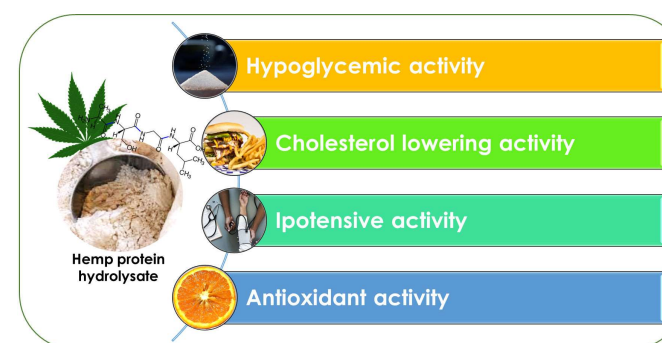 Hypoglycemic activity
Cholesterol lowering activity
Ipotensive activity
Antioxidant activity
Hemp protein
hydrolysate